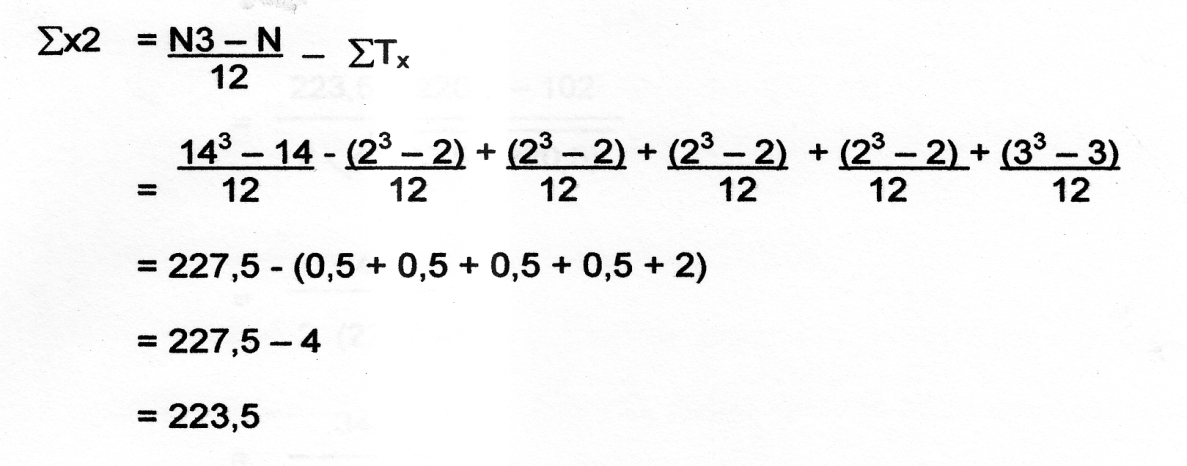 ∑x2 = N3 – N – ∑Tx
12
14³ – 14 - (2³ – 2) + (2³ – 2) + (2³ – 2) + (2³ – 2) + (3³ – 3)
= 12 12 12 12 12 12
= 227,5 - (0,5 + 0,5 + 0,5 + 0,5 + 2)
= 227,5 – 4
= 223,5